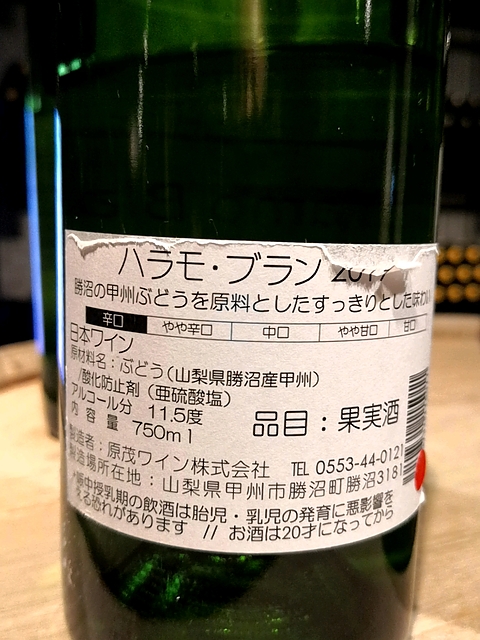 ハラモ・ブラン
勝沼の甲州ぶどうを原料としたすっきりとした味わ
辛口 やや辛口 中口 やや甘口 甘口
日本ワイン
原材料名：ぶどう（山梨県勝沼産甲州）
/酸化防止剤（亜硫酸塩）
アルコール分 11.5度
内容量 750ml
品目：果実酒
製造者：原茂ワイン株式会社 TEL 0553-44-0121
製造場所在地：山梨県甲州市勝沼町勝沼3181
中授乳期の飲酒は胎児・乳児の発育に悪影響を
える恐れがあります // お酒は20才になってから